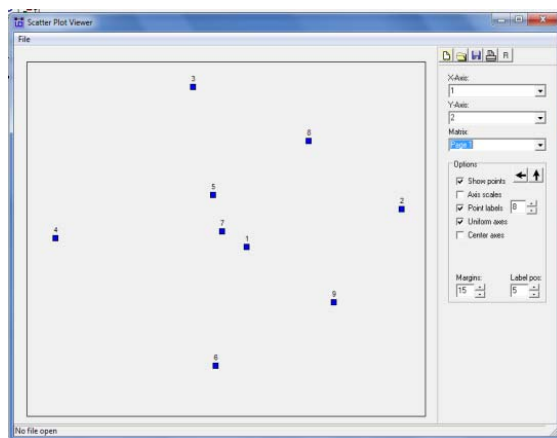 Scatter Plot Viewer
File
3
8
5
2
7
4
1
9
6
R
X-Axis:
1
Y-Axis:
2
Matrix:
Page 1
Options
Show points
Axis scales
Point labels 8
Uniform axes
Center axes
Margins: Label pos:
15 5
No file open